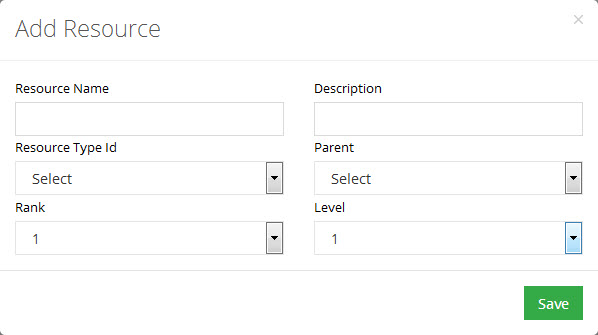 Add Resource
×
Resource Name
Description
Resource Type Id
Parent
Select
Select
Rank
Level
1
1
Save